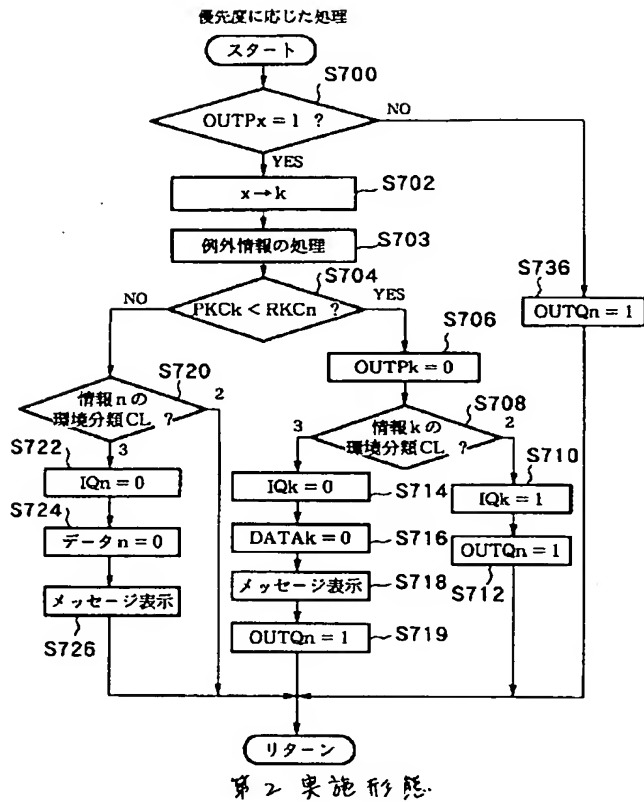 優先度に応じた処理
スタート
S700
OUTPx = 1 ?
NO
YES
x → k
S702
例外情報の処理
S703
S704
PKCk < RKCn ?
NO
YES
S736
OUTQn = 1
S706
OUTPk = 0
S720
情報 n の
環境分類CL ?
2
3
S708
情報 k の
環境分類CL ?
3
2
S722
IQn = 0
S710
IQk = 1
IQk = 0
S714
S724
データ n = 0
DATAk = 0
S716
OUTQn = 1
S712
メッセージ表示
S726
メッセージ表示
S718
OUTQn = 1
S719
リターン
第2実施形態